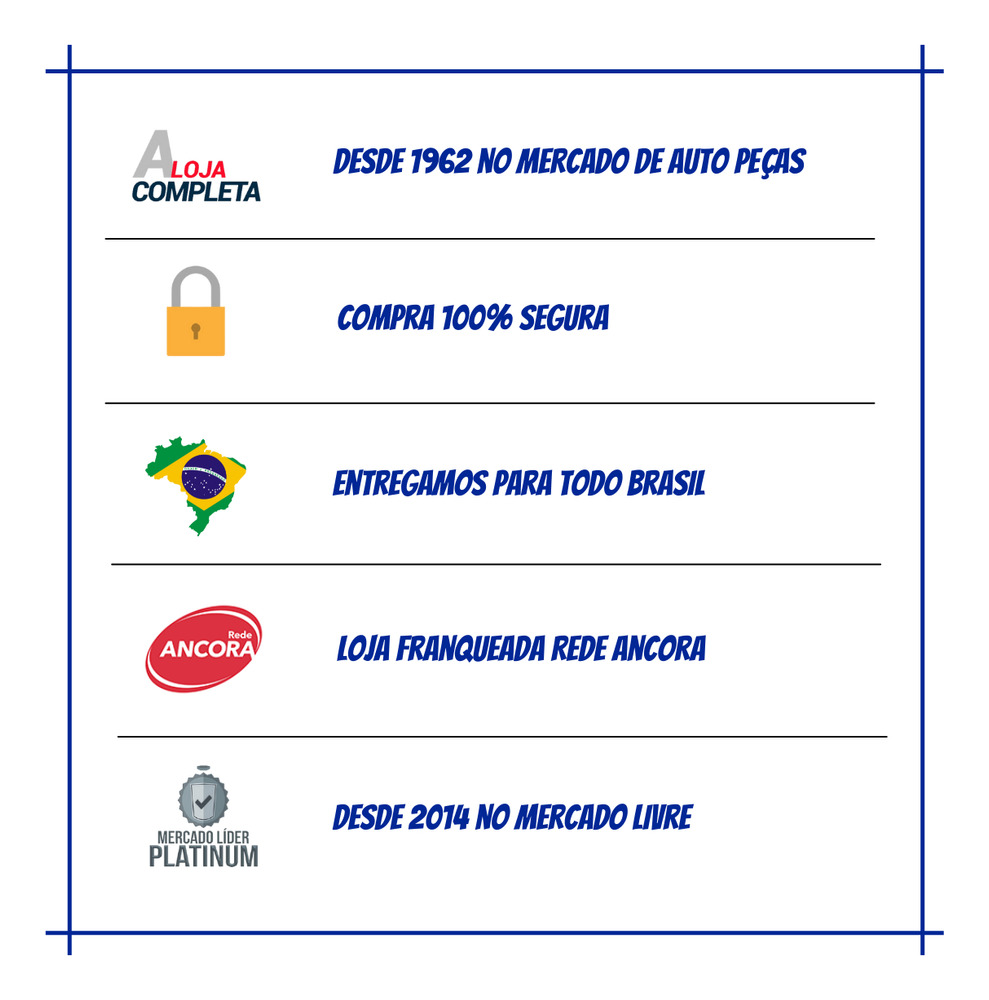 A LOJA
COMPLETA
DESDE 1962 NO MERCADO DE AUTO PEÇAS
COMPRA 100% SEGURA
ENTREGAMOS PARA TODO BRASIL
Rede
ANCORA
LOJA FRANQUEADA REDE ANCORA
MERCADO LÍDER
PLATINUM
DESDE 2014 NO MERCADO LIVRE